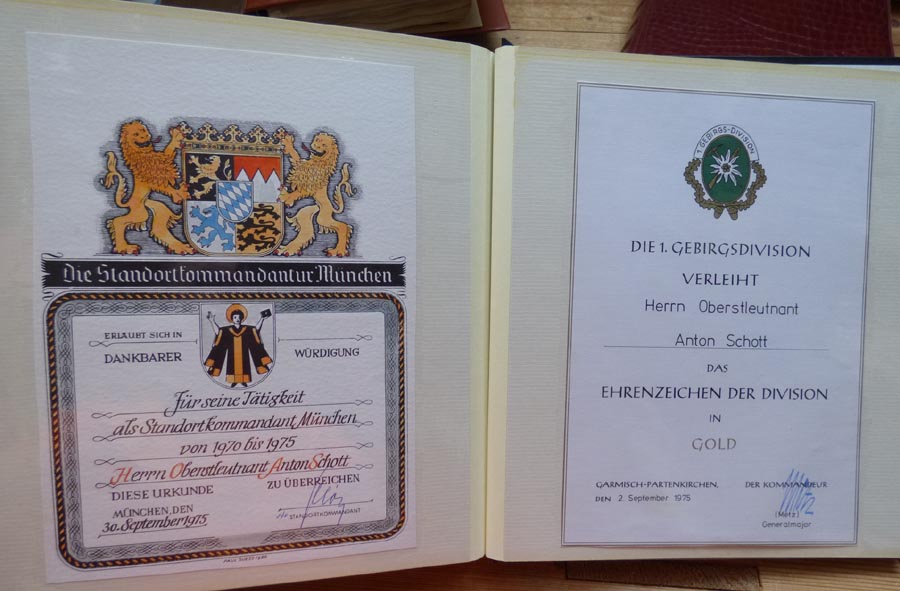 Die Standortkommandantur München
ERLAUBT SICH IN
DANKBARER WÜRDIGUNG
Für seine Tätigkeit
als Standortkommandant München
von 1970 bis 1975
Herrn Oberstleutnant Anton Schott
DIESE URKUNDE ZU ÜBERREICHEN
MÜNCHEN, DEN
30. September 1975
STANDORTKOMMANDANT
1. GEBIRGS-DIVISION
DIE 1. GEBIRGSDIVISION
VERLEIHT
Herrn Oberstleutnant
Anton Schott
DAS
EHRENZEICHEN DER DIVISION
IN
GOLD
GARMISCH-PARTENKIRCHEN, DER KOMMANDEUR
DEN 2. September 1975
(Metz)
Generalmajor